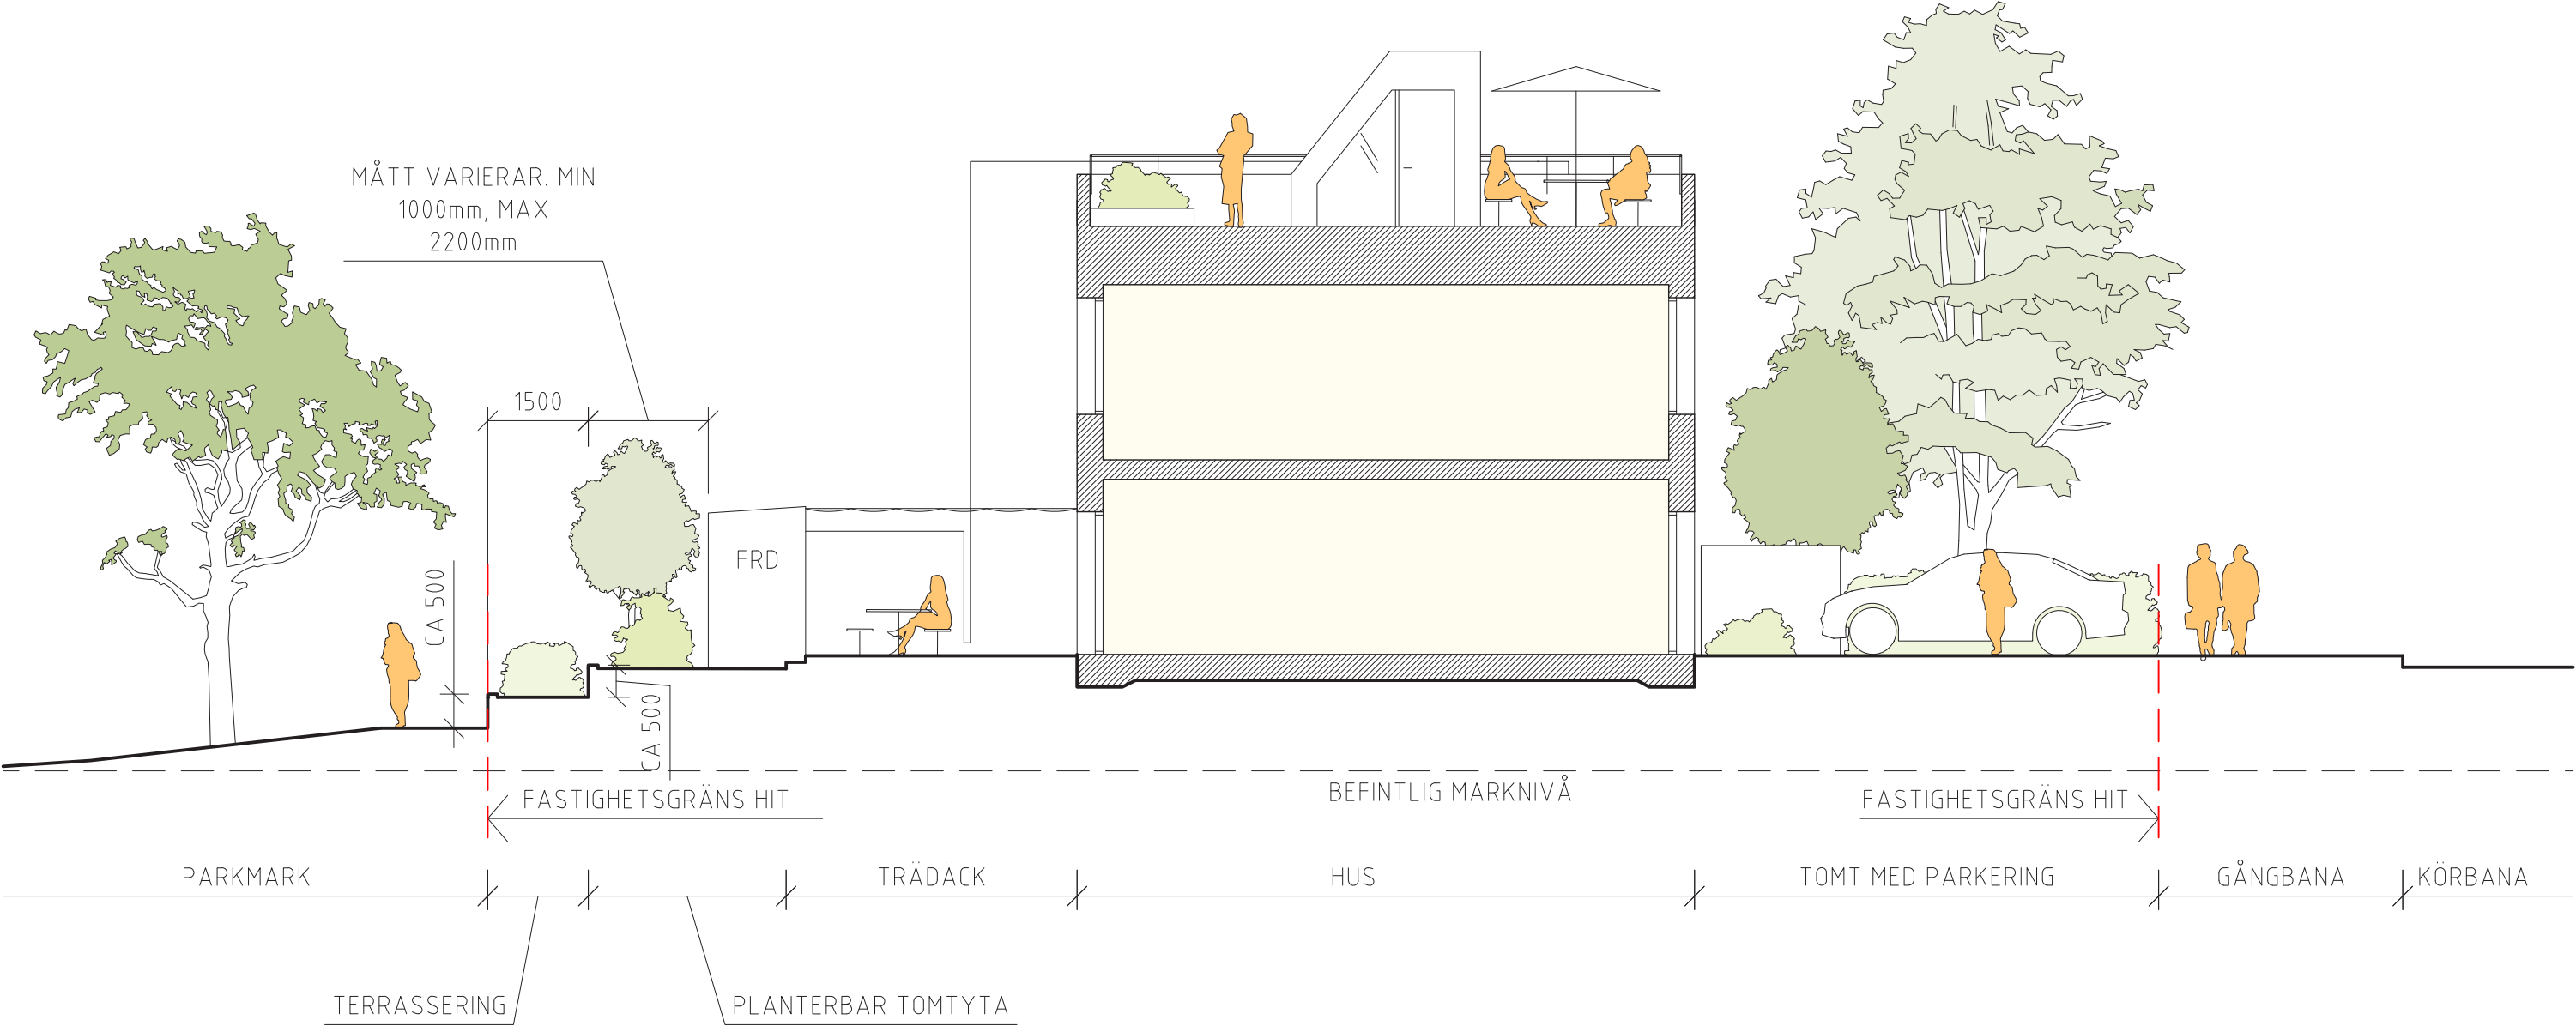 MÅTT VARIERAR. MIN
1000mm, MAX
2200mm
1500
FRD
CA 500
CA 500
BEFINTLIG MARKNIVÅ
FASTIGHETSGRÄNS HIT
FASTIGHETSGRÄNS HIT
PARKMARK
TRÄDÄCK
HUS
TOMT MED PARKERING
GÅNGBANA
KÖRBANA
TERRASSERING
PLANTERBAR TOMTYTA